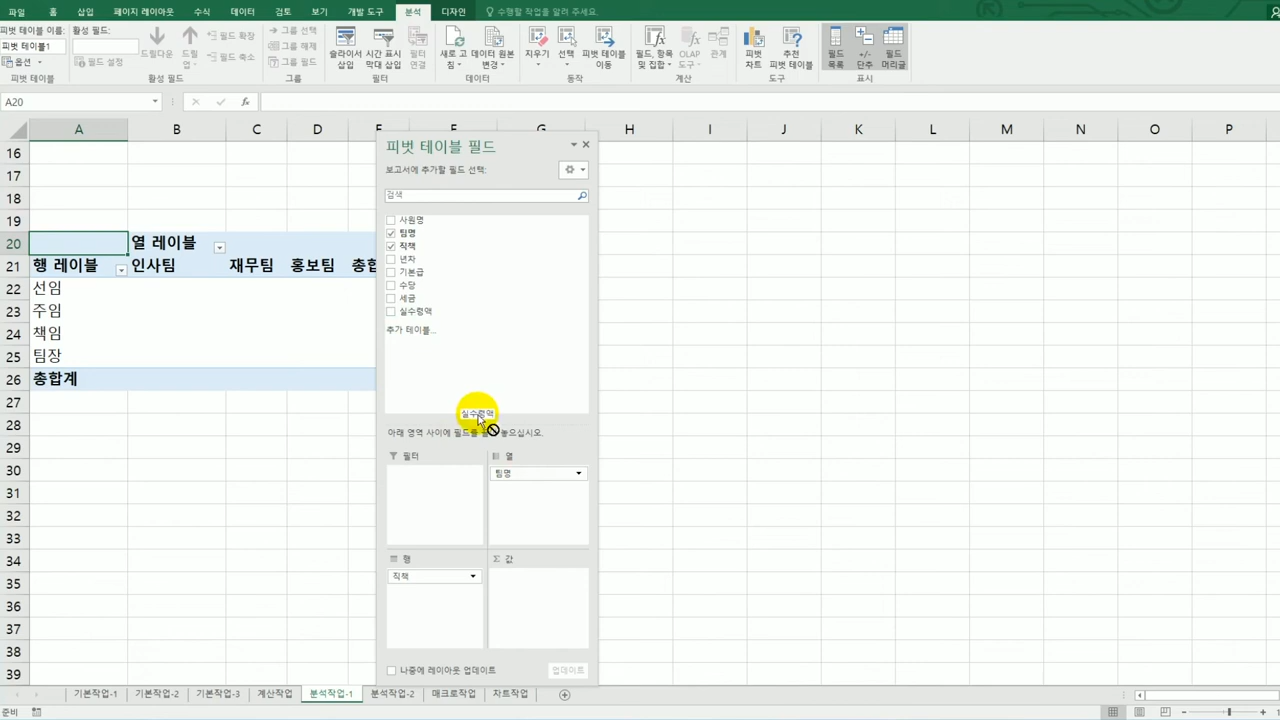 파일 홈 삽입 페이지 레이아웃 수식 데이터 검토 보기 개발 도구 분석 디자인 수행할 작업을 알려 주세요.
피벗 테이블 이름: 활성 필드:
피벗 테이블1
옵션 필드 설정
드릴다운 드릴업
필드 확장
필드 축소
그룹 선택
그룹 해제
그룹 필드
슬라이서 삽입 시간 표시 막대 삽입 필터 연결
새로 고침 데이터 원본 변경
지우기 선택 피벗 테이블 이동
필드, 항목 및 집합 OLAP 도구 관계
피벗 차트 추천 피벗 테이블
필드 목록 +/- 단추 필드 머리글
피벗 테이블 활성 필드 그룹 필터 데이터 동작 계산 도구 표시
A20 fx
A B C D E F G H I J K L M N O P
16
17
18
19
20 열 레이블
21 행 레이블 인사팀 재무팀 홍보팀
22 선임
23 주임
24 책임
25 팀장
26 총합계
27
28
29
30
31
32
33
34
35
36
37
38
39
피벗 테이블 필드
보고서에 추가할 필드 선택:
검색
사원명
팀명
직책
년차
기본급
수당
세금
실수령액
추가 테이블...
실수령액
아래 영역 사이에 필드를 놓으십시오.
필터 열
팀명
행 Σ 값
직책
나중에 레이아웃 업데이트 업데이트
기본작업-1 기본작업-2 기본작업-3 계산작업 분석작업-1 분석작업-2 매크로작업 차트작업
준비